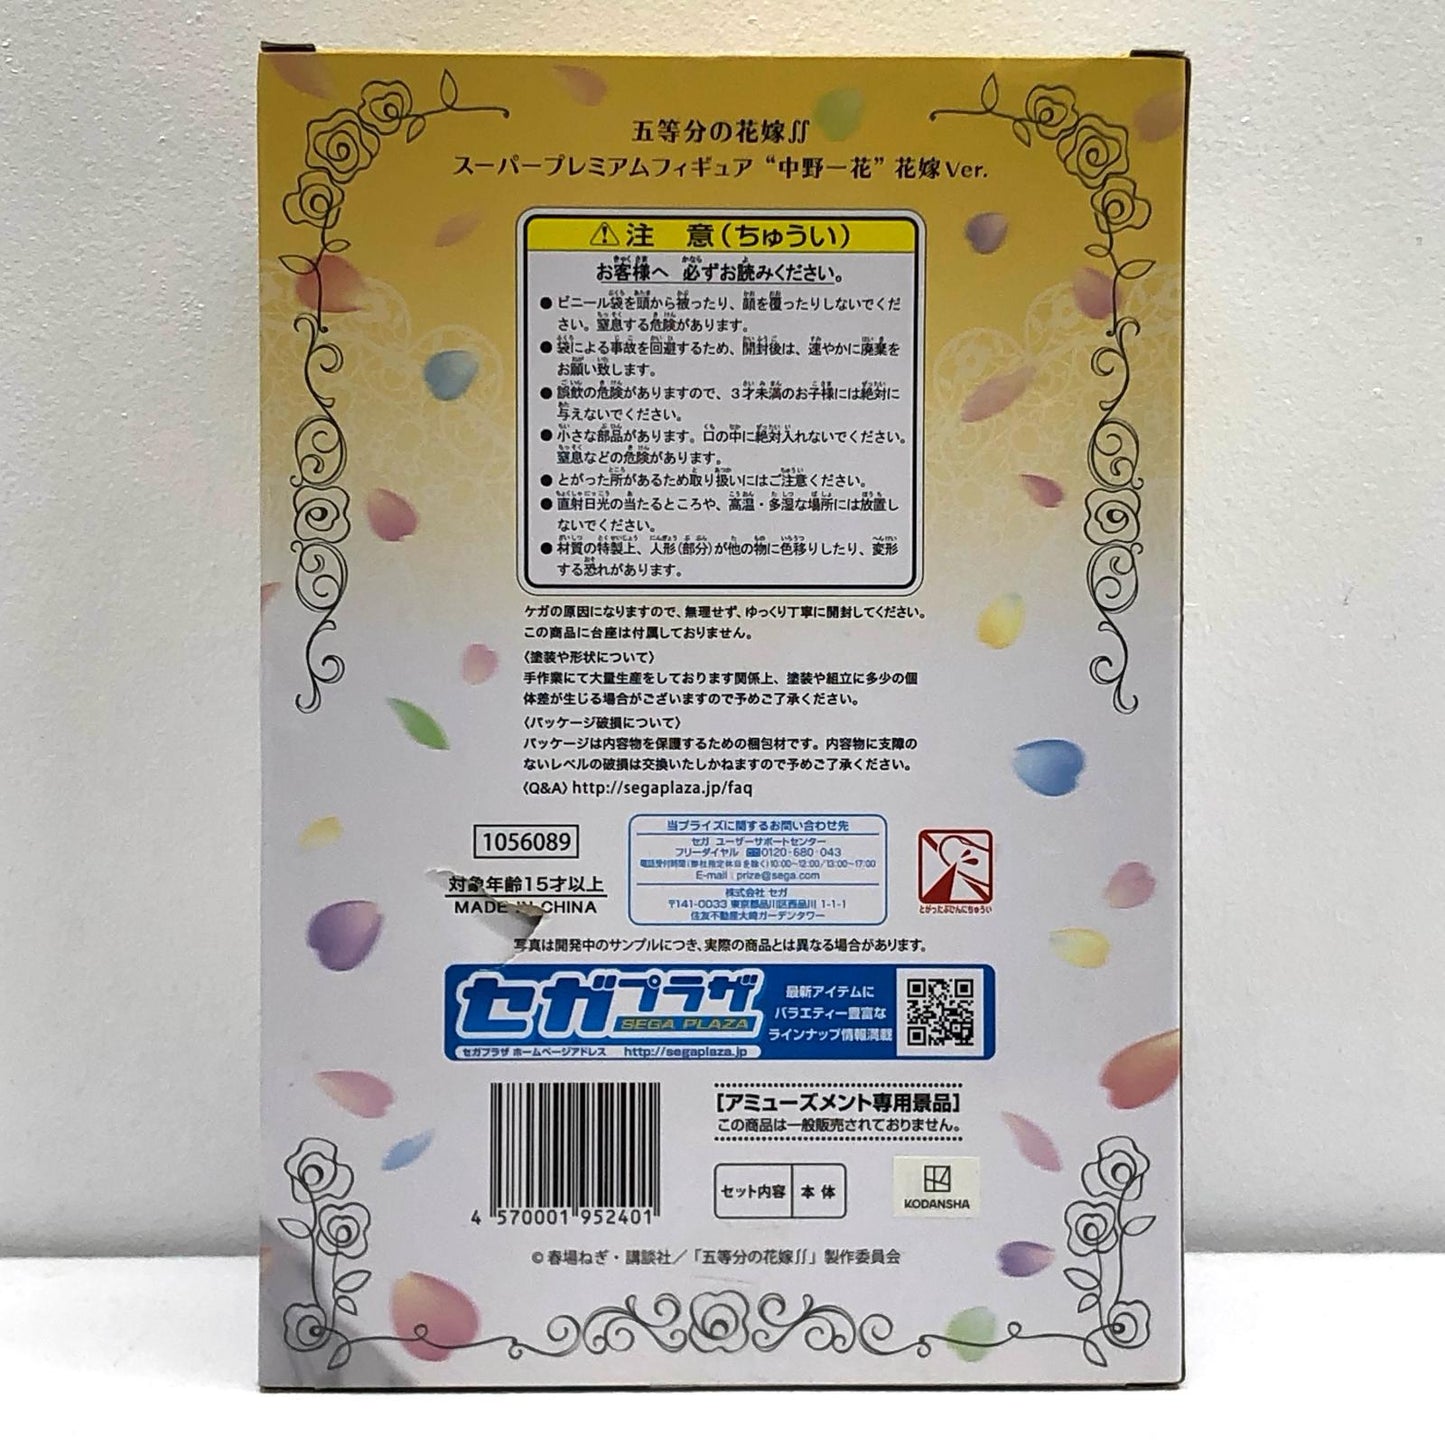 五等分の花嫁∬
スーパープレミアムフィギュア “中野一花” 花嫁Ver.
⚠注 意(ちゅうい)
お客様へ 必ずお読みください。
●ビニール袋を頭から被ったり、顔を覆ったりしないでくだ
さい。窒息する危険があります。
●袋による事故を回避するため、開封後は、速やかに廃棄を
お願い致します。
●誤飲の危険がありますので、3才未満のお子様には絶対に
与えないでください。
●小さな部品があります。口の中に絶対入れないでください。
窒息などの危険があります。
●とがった所があるため取り扱いにはご注意ください。
●直射日光の当たるところや、高温・多湿な場所には放置し
ないでください。
●材質の特製上、人形(部分)が他の物に色移りしたり、変形
する恐れがあります。
ケガの原因になりますので、無理せず、ゆっくり丁寧に開封してください。
この商品に台座は付属しておりません。
〈塗装や形状について〉
手作業にて大量生産をしております関係上、塗装や組立に多少の個
体差が生じる場合がございますので予めご了承ください。
〈パッケージ破損について〉
パッケージは内容物を保護するための梱包材です。内容物に支障の
ないレベルの破損は交換いたしかねますので予めご了承ください。
〈Q&A〉http://segaplaza.jp/faq
1056089
対象年齢15才以上
MADE IN CHINA
当プライズに関するお問い合わせ先
セガ ユーザーサポートセンター
フリーダイヤル 0120-680-043
電話受付時間(弊社指定休日を除く)10:00~12:00/13:00~17:00
E-mail : prize@sega.com
株式会社 セガ
〒141-0033 東京都品川区西品川 1-1-1
住友不動産大崎ガーデンタワー
とがったぶひんにちゅうい
写真は開発中のサンプルにつき、実際の商品とは異なる場合があります。
セガプラザ
SEGA PLAZA
セガプラザ ホームページアドレス http://segaplaza.jp
最新アイテムに
バラエティー豊富な
ラインナップ情報満載
4 570001 952401
[アミューズメント専用景品]
この商品は一般販売されておりません。
セット内容 本体
KODANSHA
©春場ねぎ・講談社/「五等分の花嫁∬」製作委員会